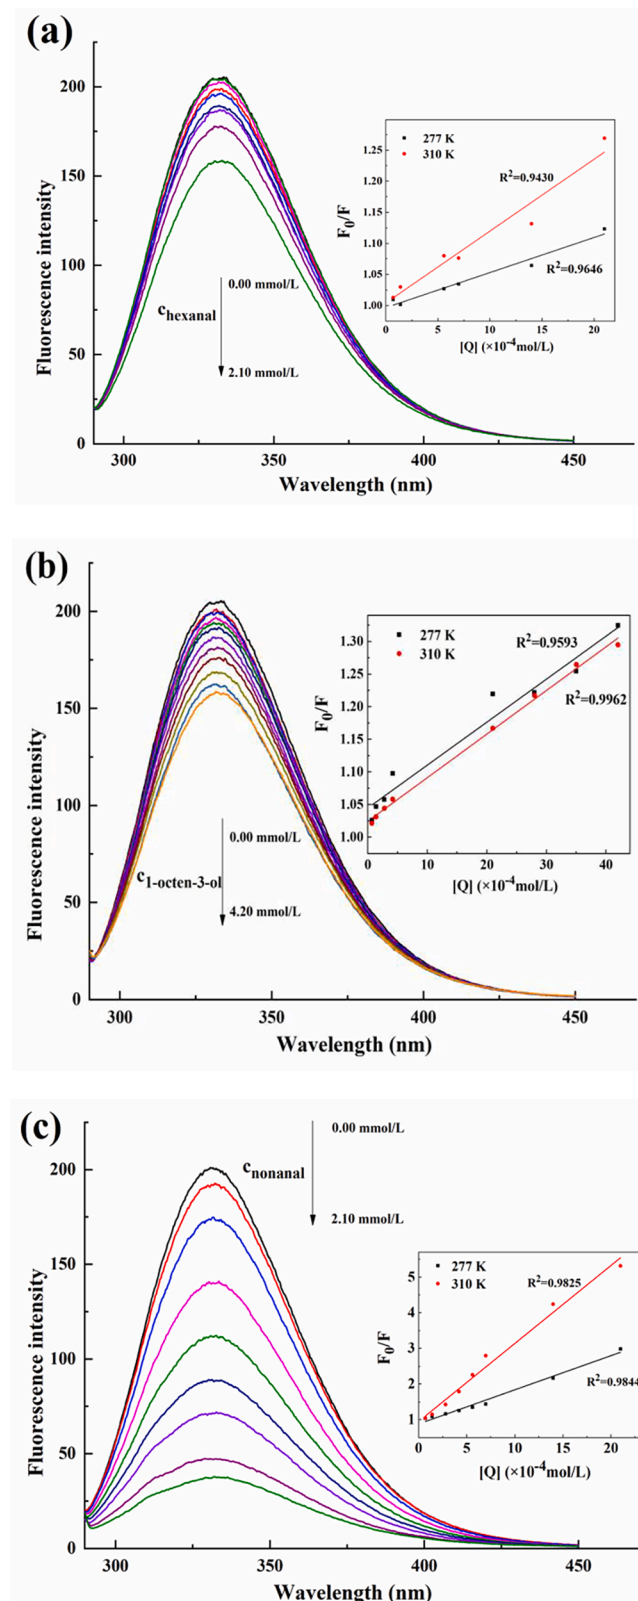 (a)
200
150
100
50
0
Fluorescence intensity
300
350
400
450
Wavelength (nm)
0.00 mmol/L
c hexanal
2.10 mmol/L
277 K
310 K
R²=0.9430
R²=0.9646
1.25
1.20
1.15
1.10
1.05
1.00
F₀/F
0
5
10
15
20
[Q] (×10⁻⁴mol/L)
(b)
200
150
100
50
0
Fluorescence intensity
300
350
400
450
Wavelength (nm)
0.00 mmol/L
c 1-octen-3-ol
4.20 mmol/L
277 K
310 K
R²=0.9593
R²=0.9962
1.30
1.25
1.20
1.15
1.10
1.05
1.00
F₀/F
0
10
20
30
40
[Q] (×10⁻⁴mol/L)
(c)
200
150
100
50
0
Fluorescence intensity
300
350
400
450
Wavelength (nm)
0.00 mmol/L
c nonanal
2.10 mmol/L
277 K
310 K
R²=0.9825
R²=0.9844
5
4
3
2
1
F₀/F
0
5
10
15
20
[Q] (×10⁻⁴mol/L)